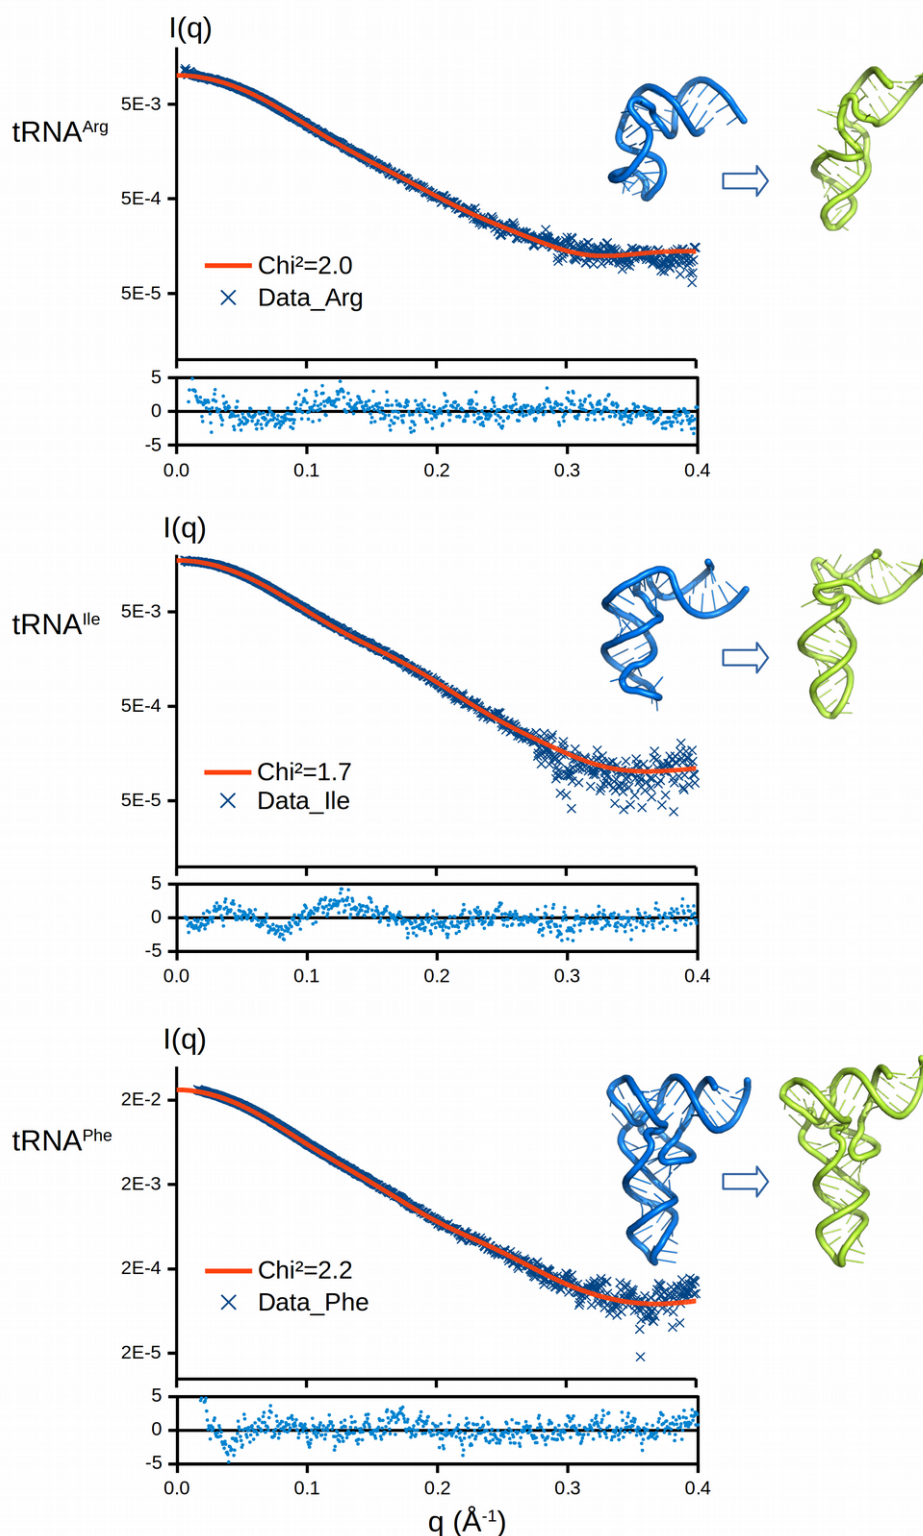 I(q)
5E-3
tRNA^Arg
5E-4
Chi²=2.0
Data_Arg
5E-5
5
0
-5
0.0 0.1 0.2 0.3 0.4
I(q)
5E-3
tRNA^Ile
5E-4
Chi²=1.7
Data_Ile
5E-5
5
0
-5
0.0 0.1 0.2 0.3 0.4
I(q)
2E-2
tRNA^Phe
2E-3
2E-4
Chi²=2.2
Data_Phe
2E-5
5
0
-5
0.0 0.1 0.2 0.3 0.4
q (Å⁻¹)